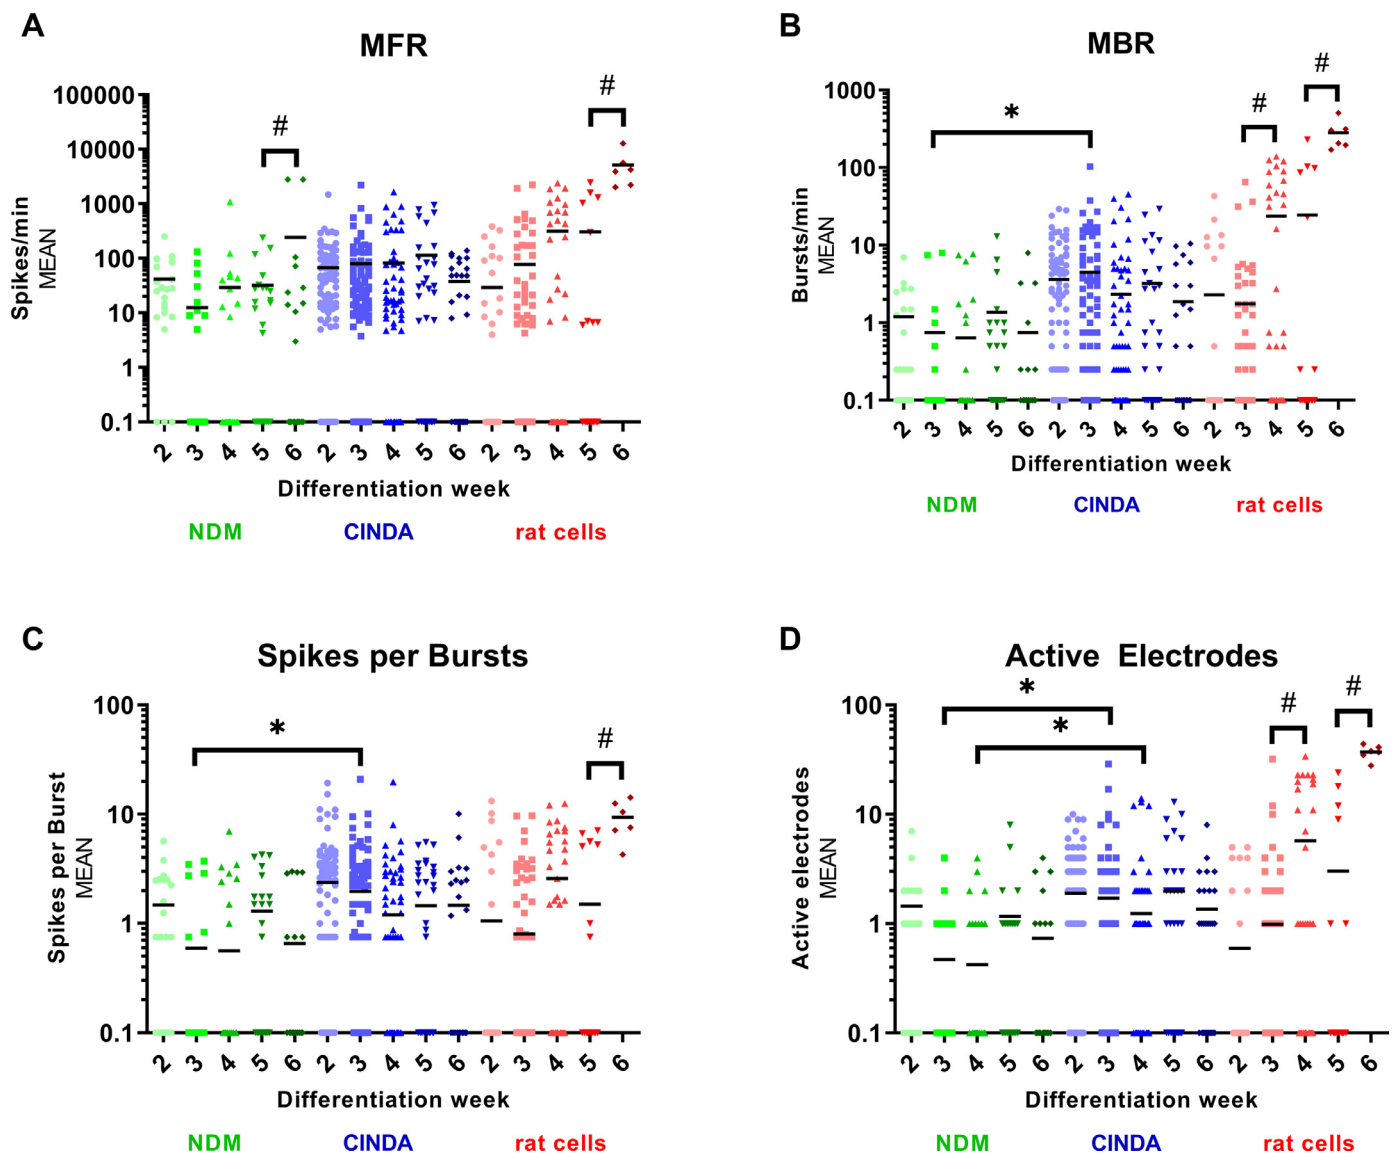 A
MFR
#
#
100000
10000
1000
100
10
1
0.1
Spikes/min
MEAN
2 3 4 5 6 2 3 4 5 6 2 3 4 5 6
Differentiation week
NDM CINDA rat cells
B
MBR
*
#
#
1000
100
10
1
0.1
Bursts/min
MEAN
2 3 4 5 6 2 3 4 5 6 2 3 4 5 6
Differentiation week
NDM CINDA rat cells
C
Spikes per Bursts
*
#
100
10
1
0.1
Spikes per Burst
MEAN
2 3 4 5 6 2 3 4 5 6 2 3 4 5 6
Differentiation week
NDM CINDA rat cells
D
Active Electrodes
*
*
#
#
100
10
1
0.1
Active electrodes
MEAN
2 3 4 5 6 2 3 4 5 6 2 3 4 5 6
Differentiation week
NDM CINDA rat cells